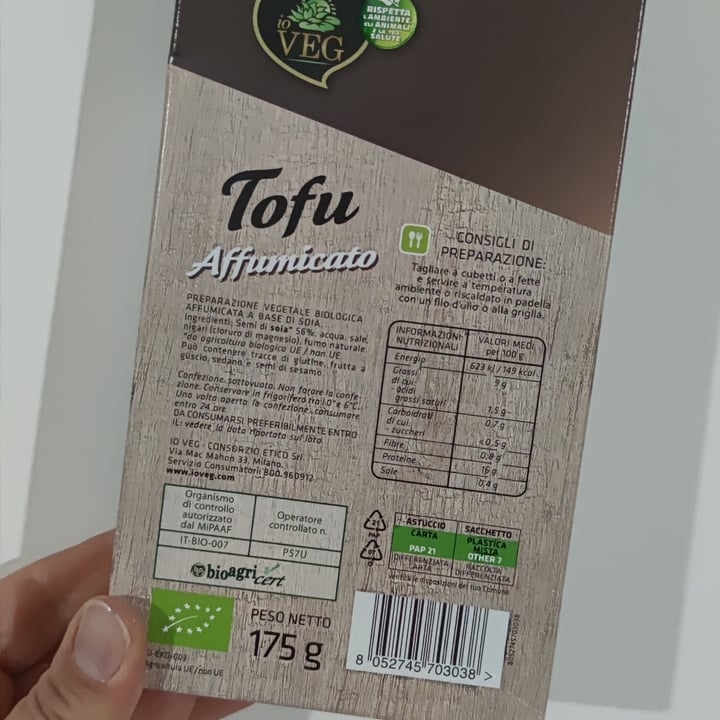 io
VEG
RISPETTA
L'AMBIENTE
GLI ANIMALI
E LA TUA
SALUTE
Tofu
Affumicato
PREPARAZIONE VEGETALE BIOLOGICA
AFFUMICATA A BASE DI SOIA.
Ingredienti: Semi di soia* 56%, acqua, sale,
nigari (cloruro di magnesio), fumo naturale.
*da agricoltura biologica UE / non UE
Può contenere tracce di glutine, frutta a
guscio, sedano e semi di sesamo.
Confezione sottovuoto. Non forare la confe-
zione. Conservare in frigorifero tra 0° e 6°C.
Una volta aperta la confezione consumare
entro 24 ore.
DA CONSUMARSI PREFERIBILMENTE ENTRO
IL: vedere la data riportata sul lato.
IO VEG - CONSORZIO ETICO Srl
Via Mac Mahon 33, Milano.
Servizio Consumatori 800.960912
www.ioveg.com
CONSIGLI DI
PREPARAZIONE:
Tagliare a cubetti o a fette
e servire a temperatura
ambiente o riscaldato in padella
con un filo d'olio o alla griglia.
INFORMAZIONI NUTRIZIONALI VALORI MEDI per 100 g
Energia 623 kJ / 149 kcal
Grassi 9 g
di cui
acidi
grassi saturi 1,5 g
Carboidrati 0,7 g
di cui
- zuccheri < 0,5 g
Fibre 0,8 g
Proteine 16 g
Sale 0,4 g
Organismo
di controllo
autorizzato
dal MiPAAF
Operatore
controllato n.
IT-BIO-007 P57U
bioagricert
21
PAP
07
O
ASTUCCIO SACCHETTO
CARTA PLASTICA
MISTA
PAP 21 OTHER 7
DIFFERENZIATA
CARTA
RACCOLTA
DIFFERENZIATA
Verifica le disposizioni del tuo Comune
Agricoltura UE/non UE
PESO NETTO
175 g
8 052745 703038 >